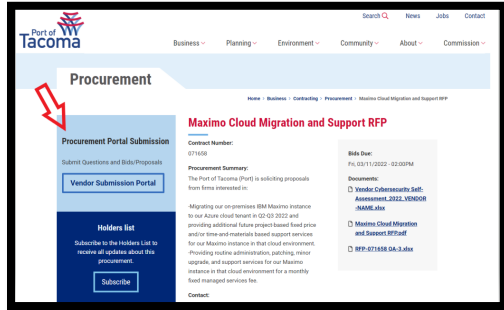 Search News Jobs Contact
Port of
Tacoma
Business Planning Environment Community About Commission
Procurement
Home > Business > Contracting > Procurement > Maximo Cloud Migration and Support RFP
Procurement Portal Submission
Submit Questions and Bids/Proposals
Vendor Submission Portal
Holders list
Subscribe to the Holders List to
receive all updates about this
procurement.
Subscribe
Maximo Cloud Migration and Support RFP
Contract Number:
071658
Procurement Summary:
The Port of Tacoma (Port) is soliciting proposals
from firms interested in:
-Migrating our on-premises IBM Maximo instance
to our Azure cloud tenant in Q2-Q3 2022 and
providing additional future project-based fixed price
and/or time-and-materials based support services
for our Maximo instance in that cloud environment.
-Providing routine administration, patching, minor
upgrade, and support services for our Maximo
instance in that cloud environment for a monthly
fixed managed services fee.
Contact:
Bids Due:
Fri, 03/11/2022 - 02:00PM
Documents:
Vendor Cybersecurity Self-
Assessment_2022_VENDOR
-NAME.xlsx
Maximo Cloud Migration
and Support RFP.pdf
RFP-071658 QA-3.xlsx